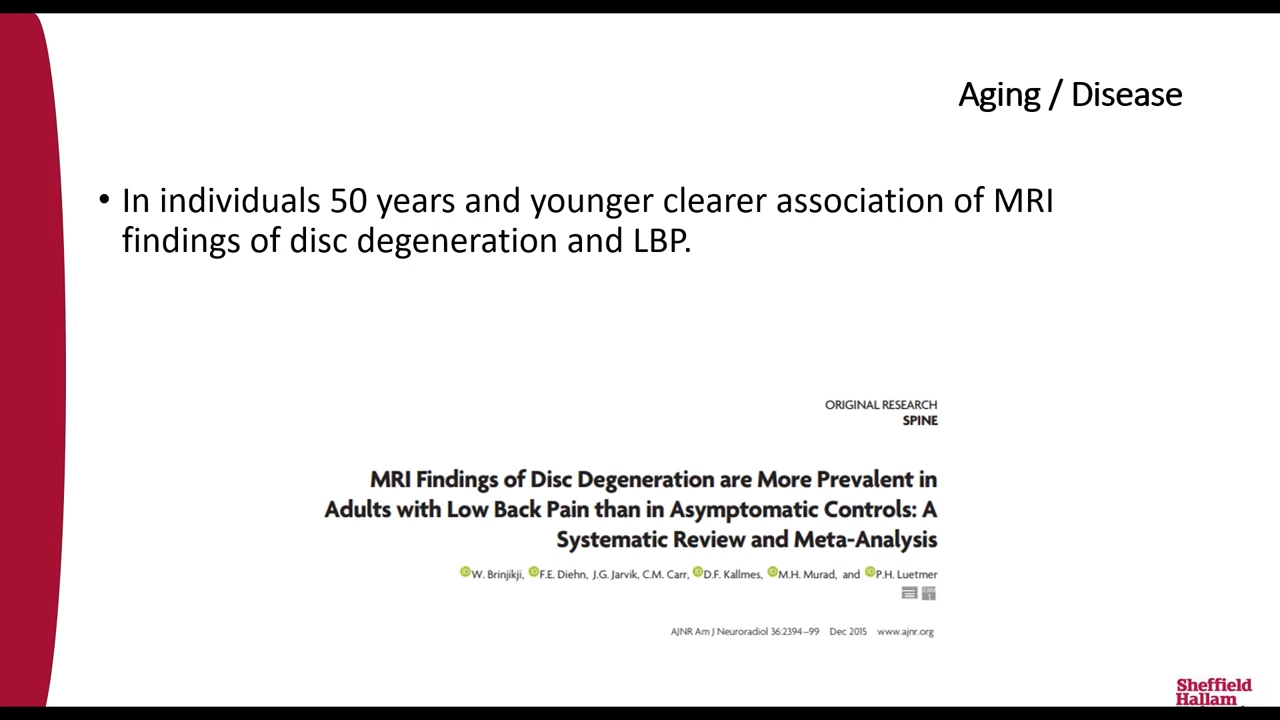 Aging / Disease
• In individuals 50 years and younger clearer association of MRI
findings of disc degeneration and LBP.
ORIGINAL RESEARCH
SPINE
MRI Findings of Disc Degeneration are More Prevalent in
Adults with Low Back Pain than in Asymptomatic Controls: A
Systematic Review and Meta-Analysis
W. Brinjikji, F.E. Diehn, J.G. Jarvik, C.M. Carr, D.F. Kallmes, M.H. Murad, and P.H. Luetmer
AJNR Am J Neuroradiol 36:2394–99 Dec 2015 www.ajnr.org
Sheffield
Hallam